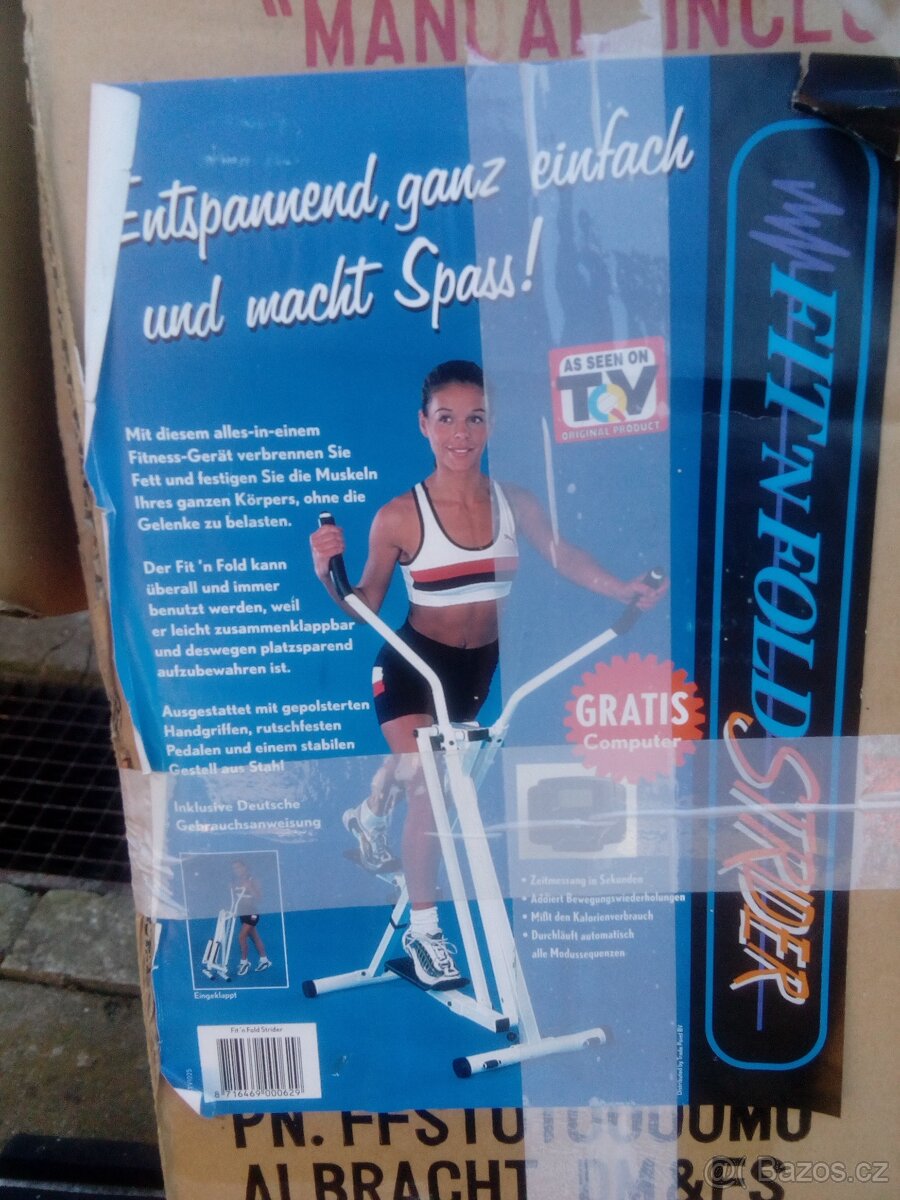 "MANUAL INCLU
Entspannend, ganz einfach
und macht Spass!
AS SEEN ON
TV
ORIGINAL PRODUCT
Mit diesem alles-in-einem
Fitness-Gerät verbrennen Sie
Fett und festigen Sie die Muskeln
Ihres ganzen Körpers, ohne die
Gelenke zu belasten.
Der Fit 'n Fold kann
überall und immer
benutzt werden, weil
er leicht zusammenklappbar
und deswegen platzsparend
aufzubewahren ist.
Ausgestattet mit gepolsterten
Handgriffen, rutschfesten
Pedalen und einem stabilen
Gestell aus Stahl
Inklusive Deutsche
Gebrauchsanweisung
GRATIS
Computer
• Zeitmessung in Sekunden
• Addiert Bewegungswiederholungen
• Mißt den Kalorienverbrauch
• Durchläuft automatisch
alle Modussequenzen
Eingeklappt
Fit 'n Fold Strider
8 716469 000629
FIT'N FOLD
STRIDER
ALBRACHT
Bazos.cz